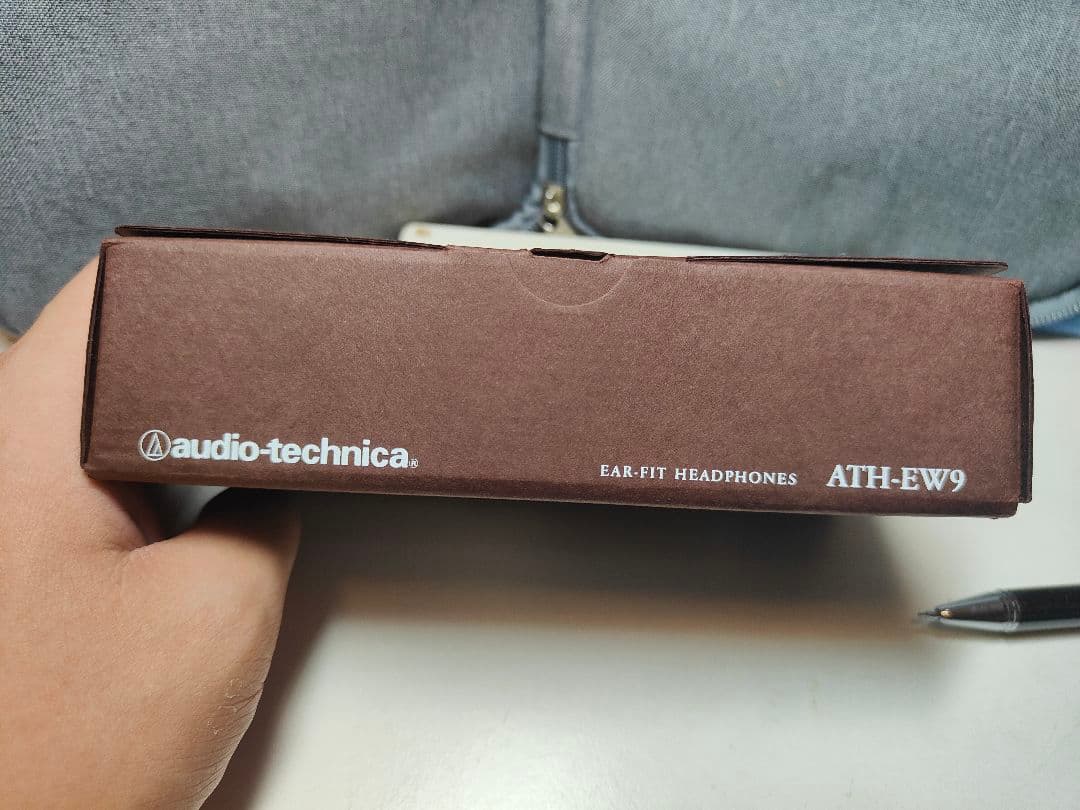 audio-technica®
EAR-FIT HEADPHONES ATH-EW9